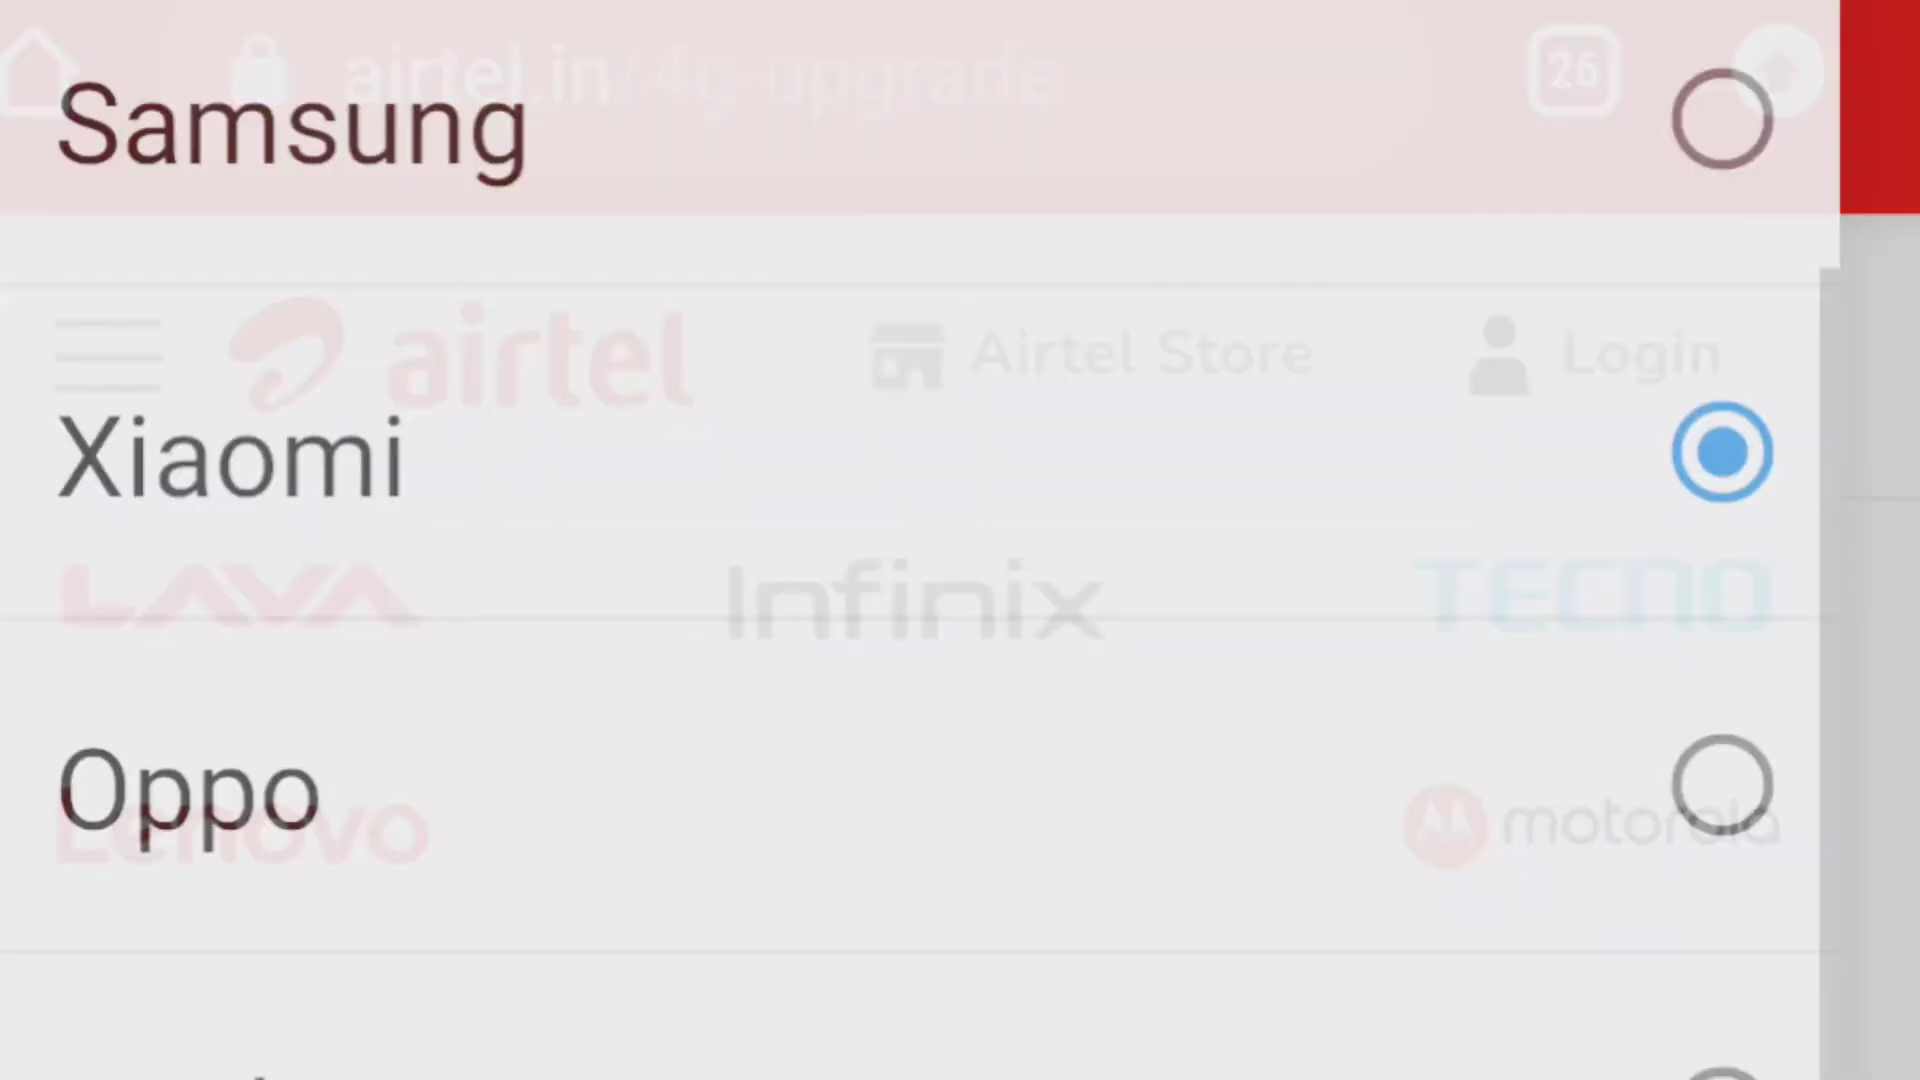 airtel.in/4g-upgrade 26
Samsung
airtel Airtel Store Login
Xiaomi
LAVA Infinix TECNO
Oppo
Lenovo motorola